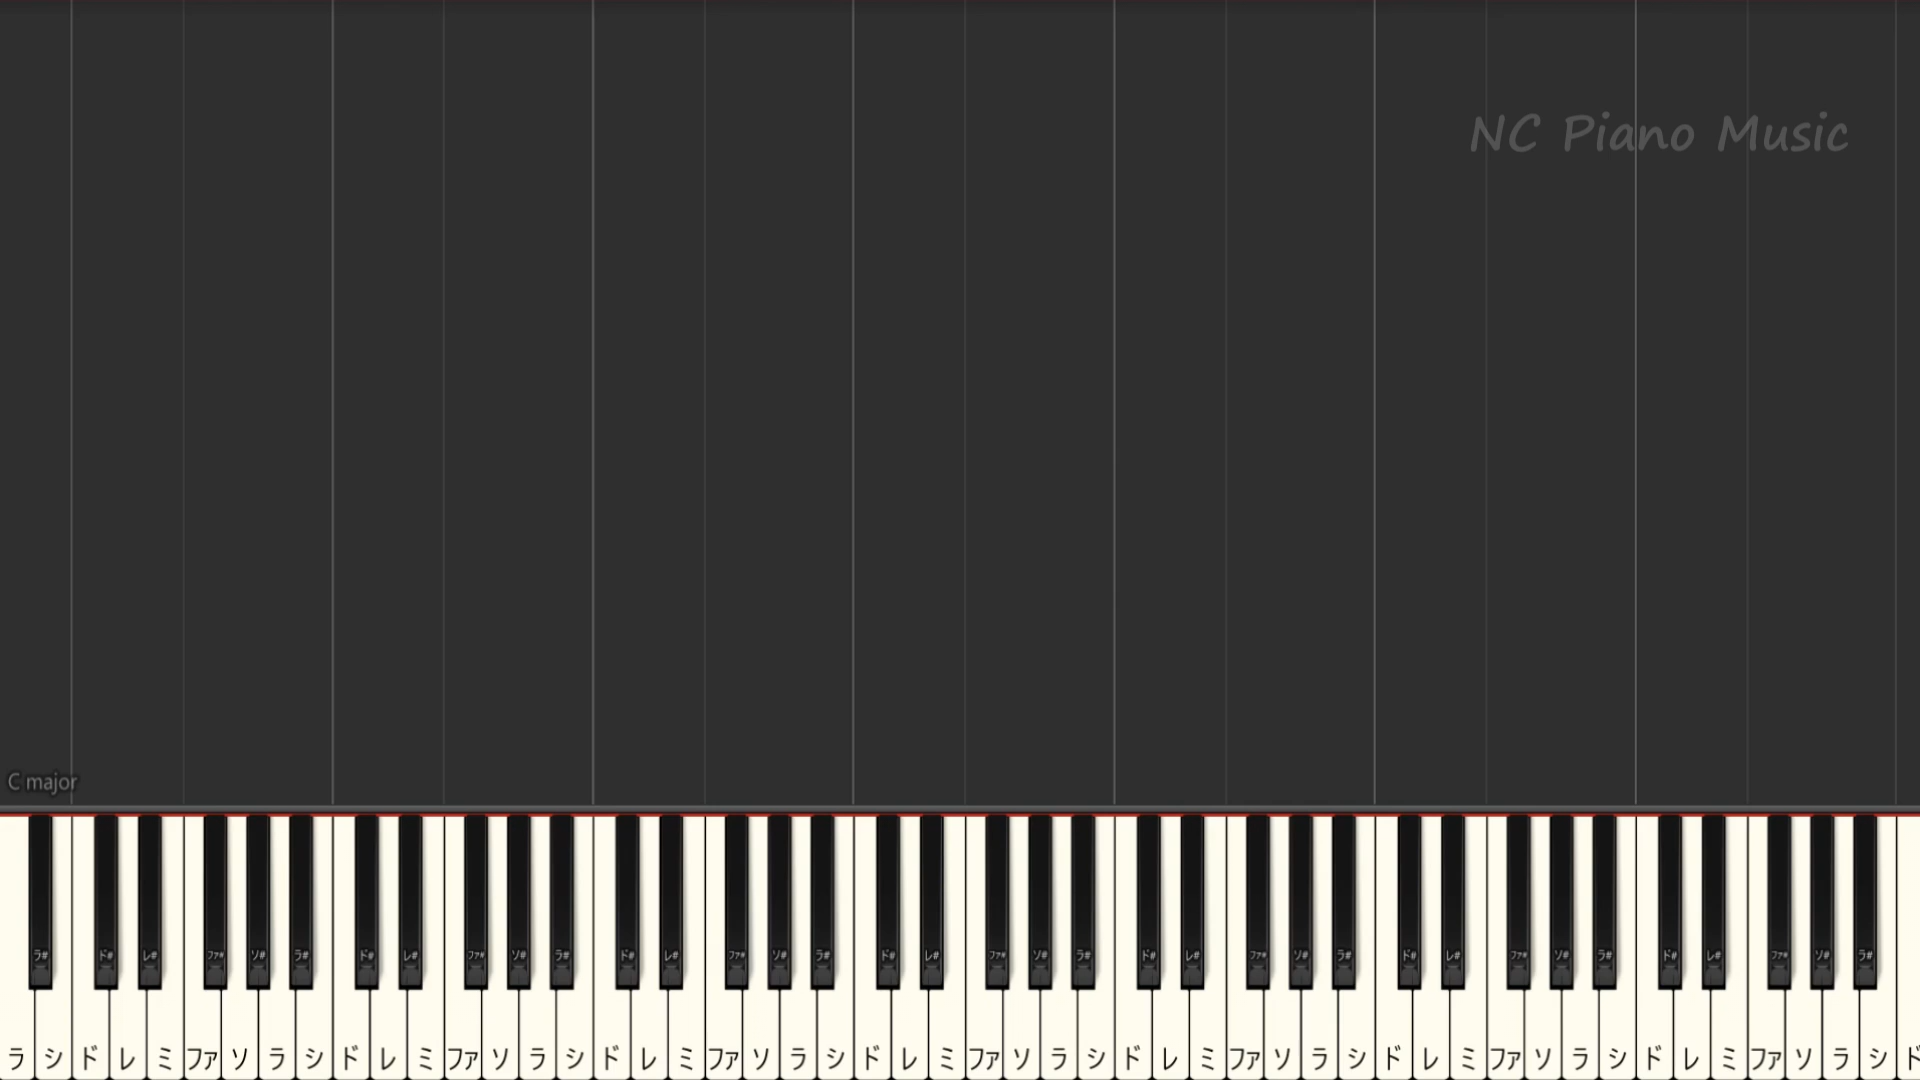 NC Piano Music
C major
ラ# ド# レ# ファ# ソ# ラ# ド# レ# ファ# ソ# ラ# ド# レ# ファ# ソ# ラ# ド# レ# ファ# ソ# ラ# ド# レ# ファ# ソ# ラ# ド# レ# ファ# ソ# ラ# ド# レ# ファ# ソ# ラ#
ラ シ ド レ ミ ファ ソ ラ シ ド レ ミ ファ ソ ラ シ ド レ ミ ファ ソ ラ シ ド レ ミ ファ ソ ラ シ ド レ ミ ファ ソ ラ シ ド レ ミ ファ ソ ラ シ ド レ ミ ファ ソ ラ シ ド